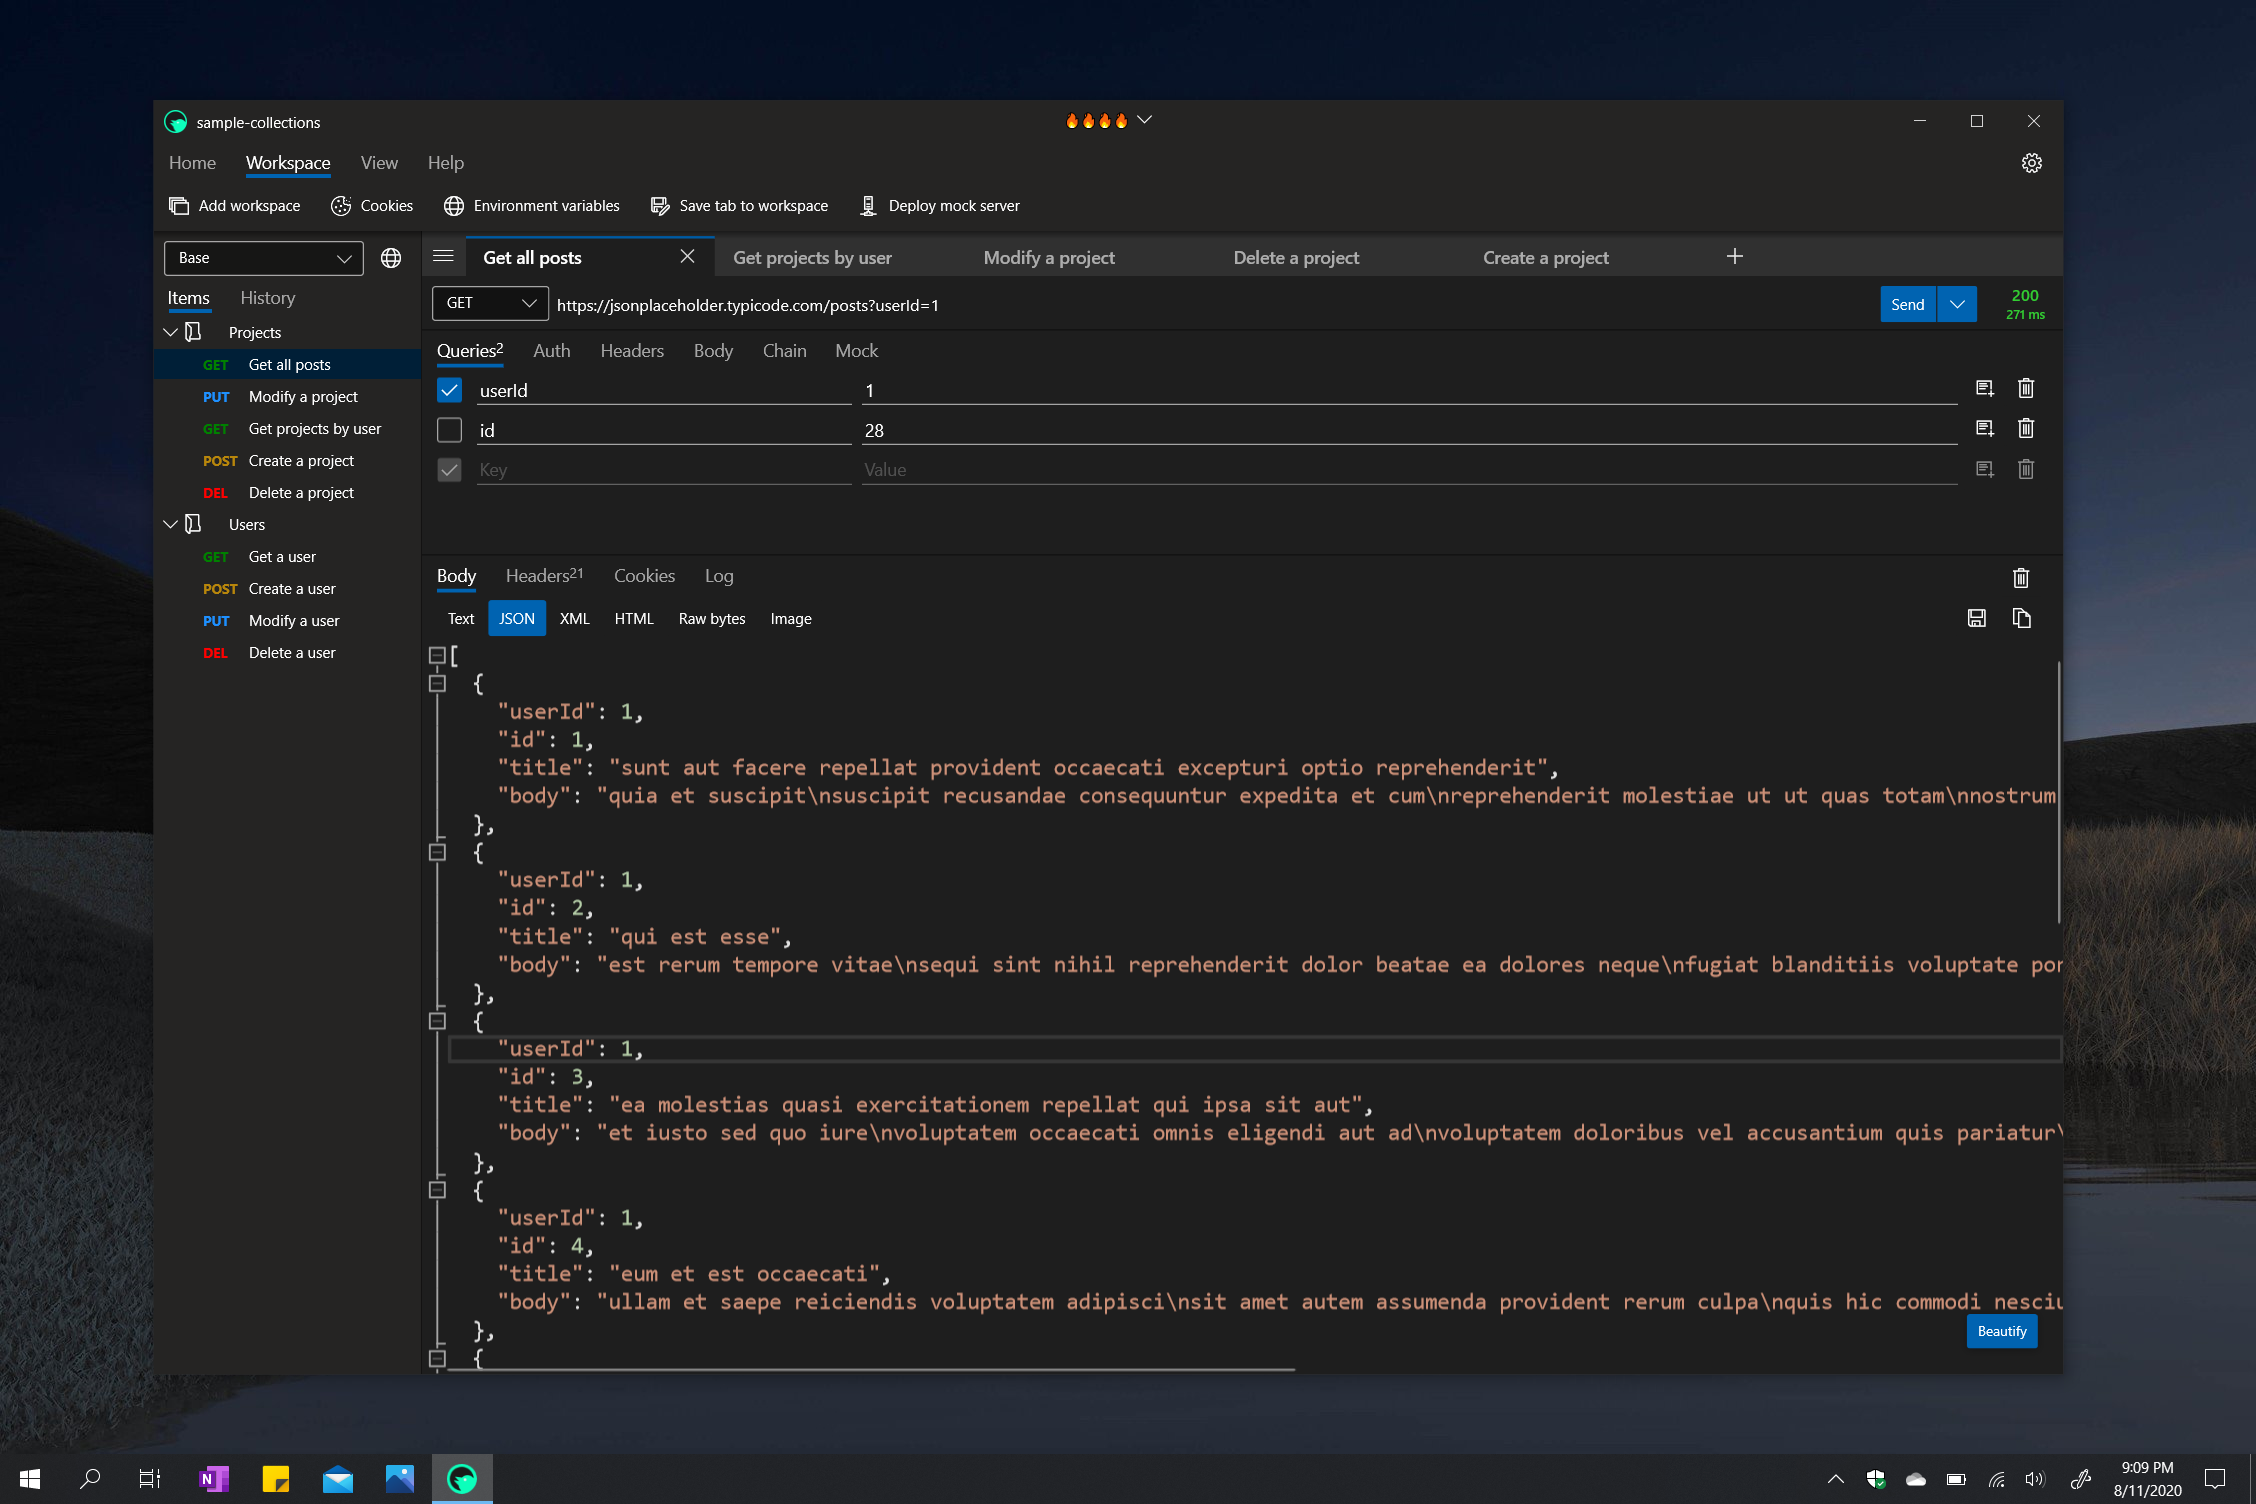 sample-collections
Home Workspace View Help
Add workspace Cookies Environment variables Save tab to workspace Deploy mock server
Base
Items History
Projects
GET Get all posts
PUT Modify a project
GET Get projects by user
POST Create a project
DEL Delete a project
Users
GET Get a user
POST Create a user
PUT Modify a user
DEL Delete a user
Get all posts Get projects by user Modify a project Delete a project Create a project
GET https://jsonplaceholder.typicode.com/posts?userId=1 Send 200
271 ms
Queries2 Auth Headers Body Chain Mock
userId 1
id 28
Key Value
Body Headers21 Cookies Log
Text JSON XML HTML Raw bytes Image
[
{
"userId": 1,
"id": 1,
"title": "sunt aut facere repellat provident occaecati excepturi optio reprehenderit",
"body": "quia et suscipit\nsuscipit recusandae consequuntur expedita et cum\nreprehenderit molestiae ut ut quas totam\nnostrum
},
{
"userId": 1,
"id": 2,
"title": "qui est esse",
"body": "est rerum tempore vitae\nsequi sint nihil reprehenderit dolor beatae ea dolores neque\nfugiat blanditiis voluptate por
},
{
"userId": 1,
"id": 3,
"title": "ea molestias quasi exercitationem repellat qui ipsa sit aut",
"body": "et iusto sed quo iure\nvoluptatem occaecati omnis eligendi aut ad\nvoluptatem doloribus vel accusantium quis pariatur\
},
{
"userId": 1,
"id": 4,
"title": "eum et est occaecati",
"body": "ullam et saepe reiciendis voluptatem adipisci\nsit amet autem assumenda provident rerum culpa\nquis hic commodi nesciu
},
{
Beautify
9:09 PM
8/11/2020